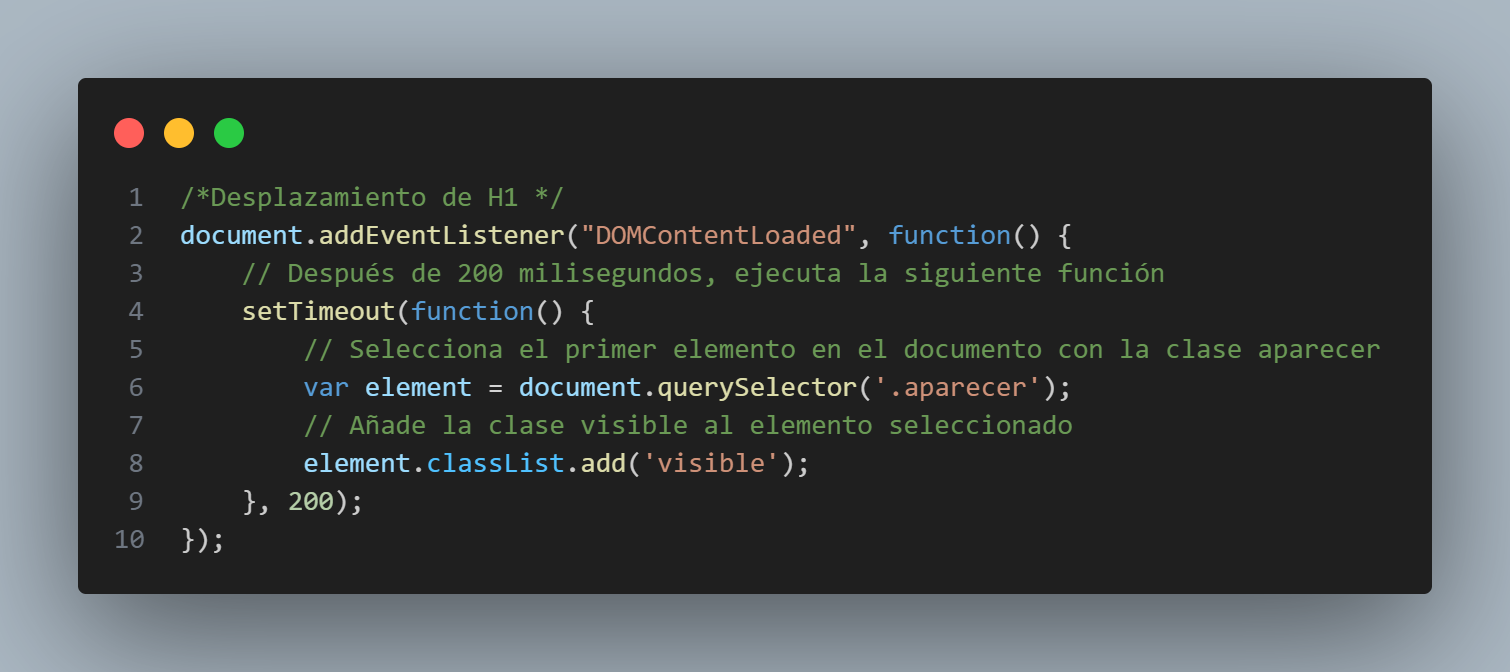 1 /*Desplazamiento de H1 */
2 document.addEventListener("DOMContentLoaded", function() {
3     // Después de 200 milisegundos, ejecuta la siguiente función
4     setTimeout(function() {
5         // Selecciona el primer elemento en el documento con la clase aparecer
6         var element = document.querySelector('.aparecer');
7         // Añade la clase visible al elemento seleccionado
8         element.classList.add('visible');
9     }, 200);
10 });